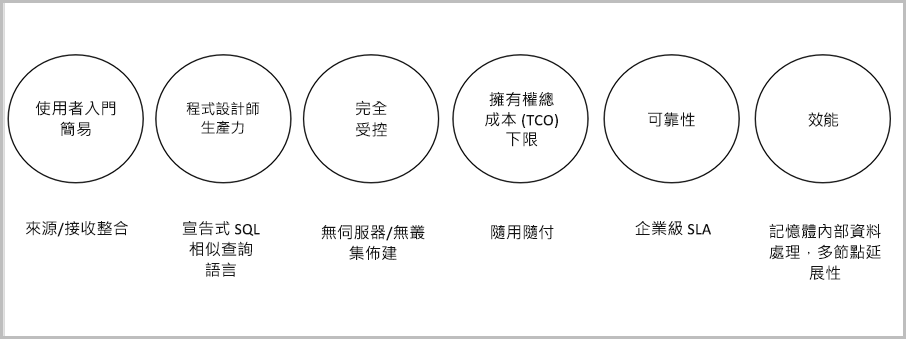 使用者入門
簡易
程式設計師
生產力
完全
受控
擁有權總
成本 (TCO)
下限
可靠性
效能
來源/接收整合
宣告式 SQL
相似查詢
語言
無伺服器/無叢
集佈建
隨用隨付
企業級 SLA
記憶體內部資料
處理，多節點延
展性